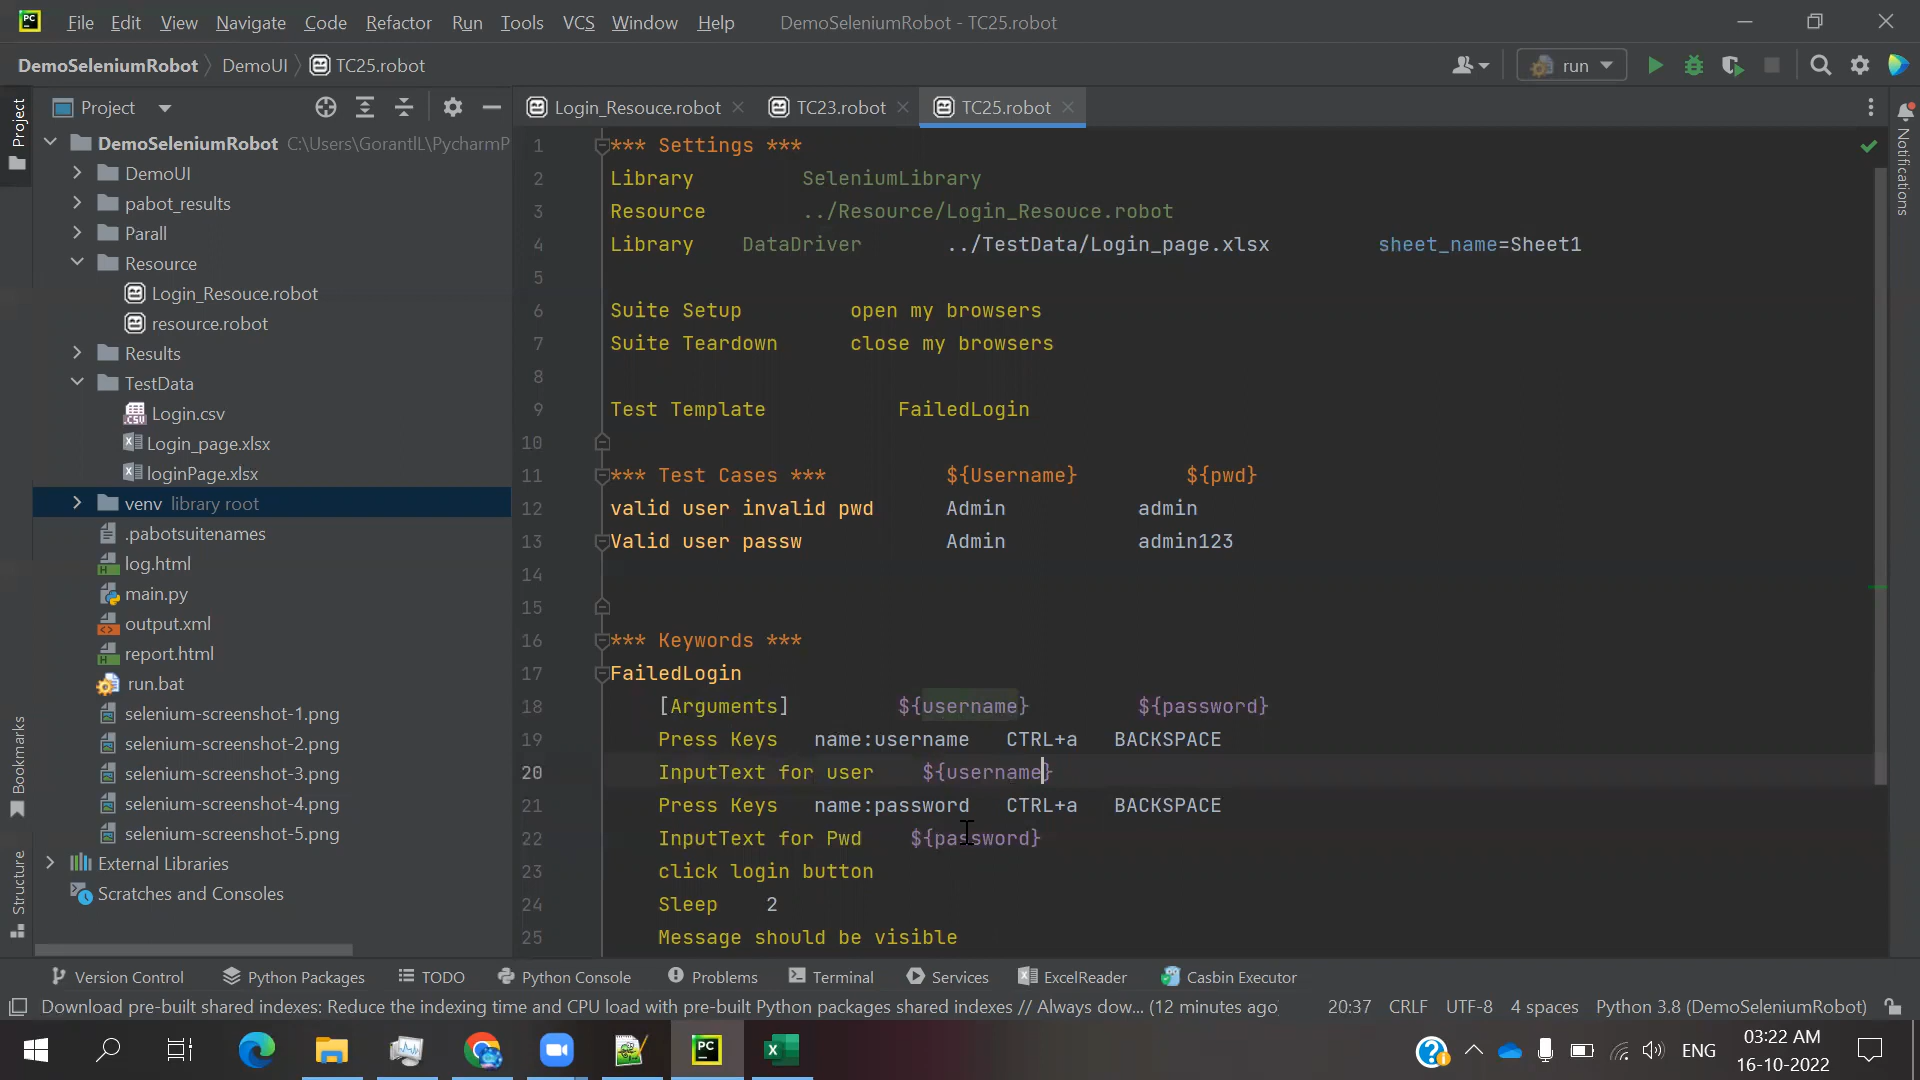 PC File Edit View Navigate Code Refactor Run Tools VCS Window Help DemoSeleniumRobot - TC25.robot
DemoSeleniumRobot DemoUI TC25.robot run
Project Login_Resouce.robot TC23.robot TC25.robot
Project
Bookmarks
Structure
Notifications
DemoSeleniumRobot C:\Users\GorantlL\PycharmP
DemoUI
pabot_results
Parall
Resource
Login_Resouce.robot
resource.robot
Results
TestData
Login.csv
Login_page.xlsx
loginPage.xlsx
venv library root
.pabotsuitenames
log.html
main.py
output.xml
report.html
run.bat
selenium-screenshot-1.png
selenium-screenshot-2.png
selenium-screenshot-3.png
selenium-screenshot-4.png
selenium-screenshot-5.png
External Libraries
Scratches and Consoles
1 *** Settings ***
2 Library SeleniumLibrary
3 Resource ../Resource/Login_Resouce.robot
4 Library DataDriver ../TestData/Login_page.xlsx sheet_name=Sheet1
5
6 Suite Setup open my browsers
7 Suite Teardown close my browsers
8
9 Test Template FailedLogin
10
11 *** Test Cases *** ${Username} ${pwd}
12 valid user invalid pwd Admin admin
13 Valid user passw Admin admin123
14
15
16 *** Keywords ***
17 FailedLogin
18 [Arguments] ${username} ${password}
19 Press Keys name:username CTRL+a BACKSPACE
20 InputText for user ${username}
21 Press Keys name:password CTRL+a BACKSPACE
22 InputText for Pwd ${password}
23 click login button
24 Sleep 2
25 Message should be visible
Version Control Python Packages TODO Python Console Problems Terminal Services ExcelReader Casbin Executor
Download pre-built shared indexes: Reduce the indexing time and CPU load with pre-built Python packages shared indexes // Always dow... (12 minutes ago) 20:37 CRLF UTF-8 4 spaces Python 3.8 (DemoSeleniumRobot)
PC ENG 03:22 AM
16-10-2022